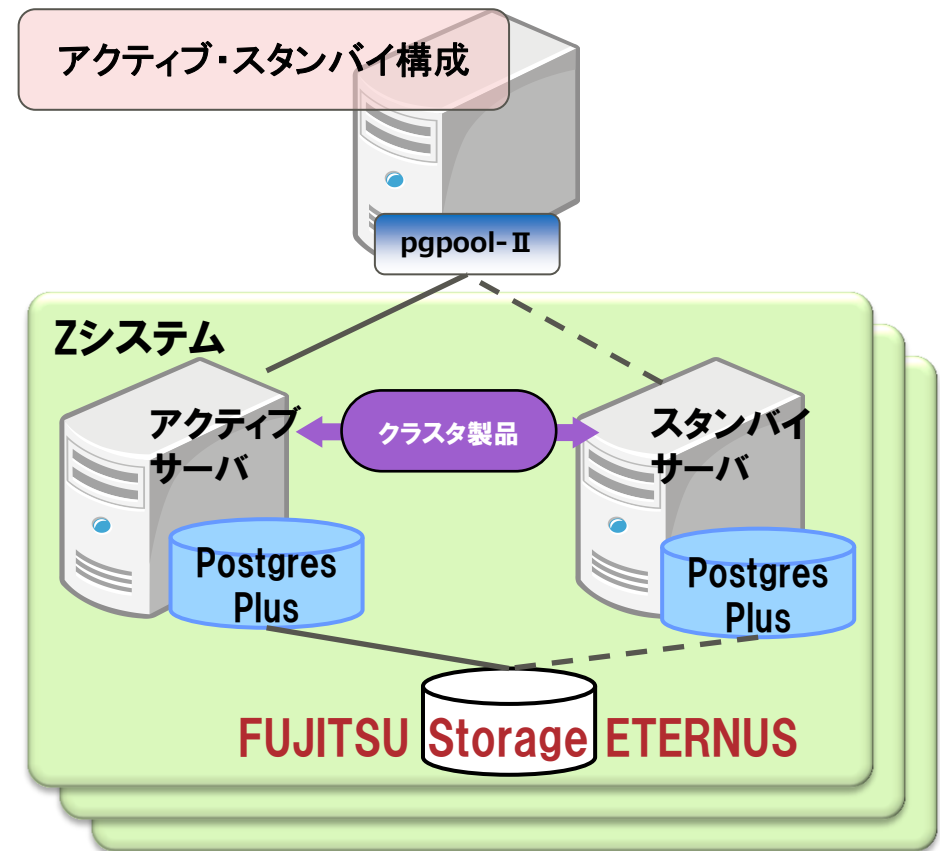 アクティブ・スタンバイ構成
pgpool-Ⅱ
Zシステム
アクティブ
サーバ
クラスタ製品
スタンバイ
サーバ
Postgres
Plus
Postgres
Plus
FUJITSU Storage ETERNUS